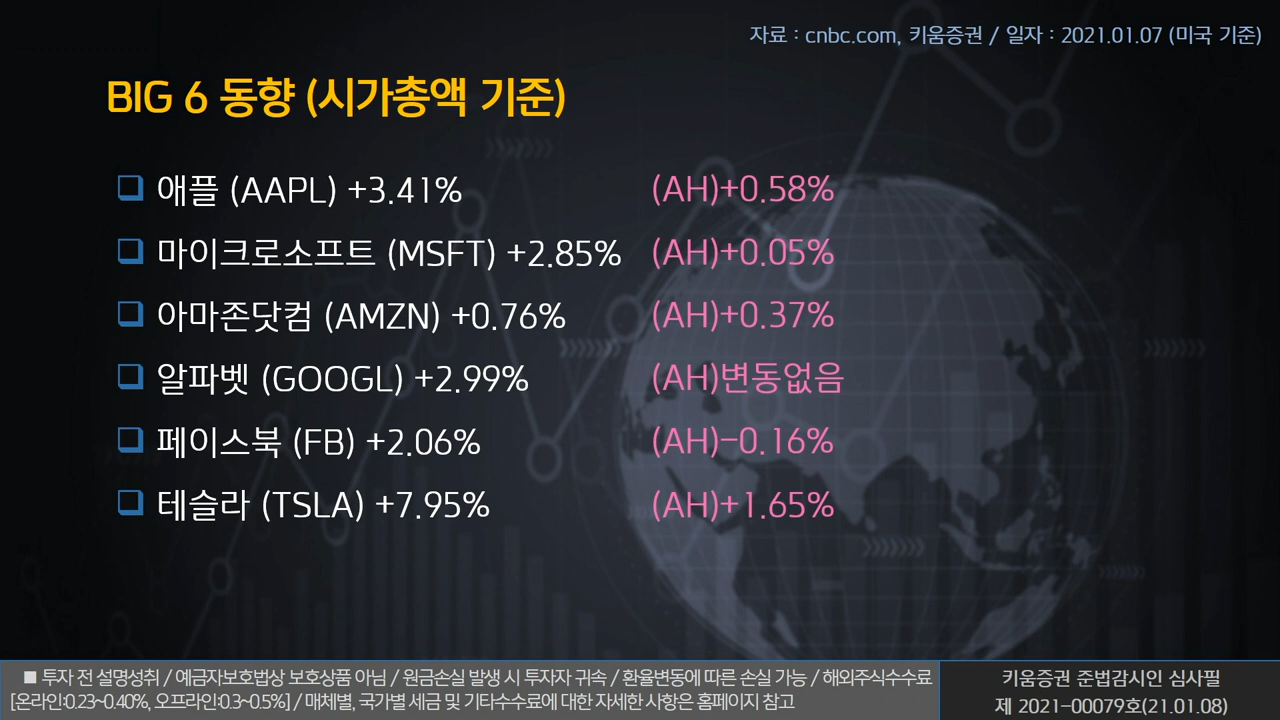 자료 : cnbc.com, 키움증권 / 일자 : 2021.01.07 (미국 기준)
BIG 6 동향 (시가총액 기준)
❑ 애플 (AAPL) +3.41% (AH)+0.58%
❑ 마이크로소프트 (MSFT) +2.85% (AH)+0.05%
❑ 아마존닷컴 (AMZN) +0.76% (AH)+0.37%
❑ 알파벳 (GOOGL) +2.99% (AH)변동없음
❑ 페이스북 (FB) +2.06% (AH)-0.16%
❑ 테슬라 (TSLA) +7.95% (AH)+1.65%
■ 투자 전 설명성취 / 예금자보호법상 보호상품 아님 / 원금손실 발생 시 투자자 귀속 / 환율변동에 따른 손실 가능 / 해외주식수수료
[온라인:0.23~0.40%, 오프라인:0.3~0.5%] / 매체별, 국가별 세금 및 기타수수료에 대한 자세한 사항은 홈페이지 참고
키움증권 준법감시인 심사필
제 2021-00079호(21.01.08)